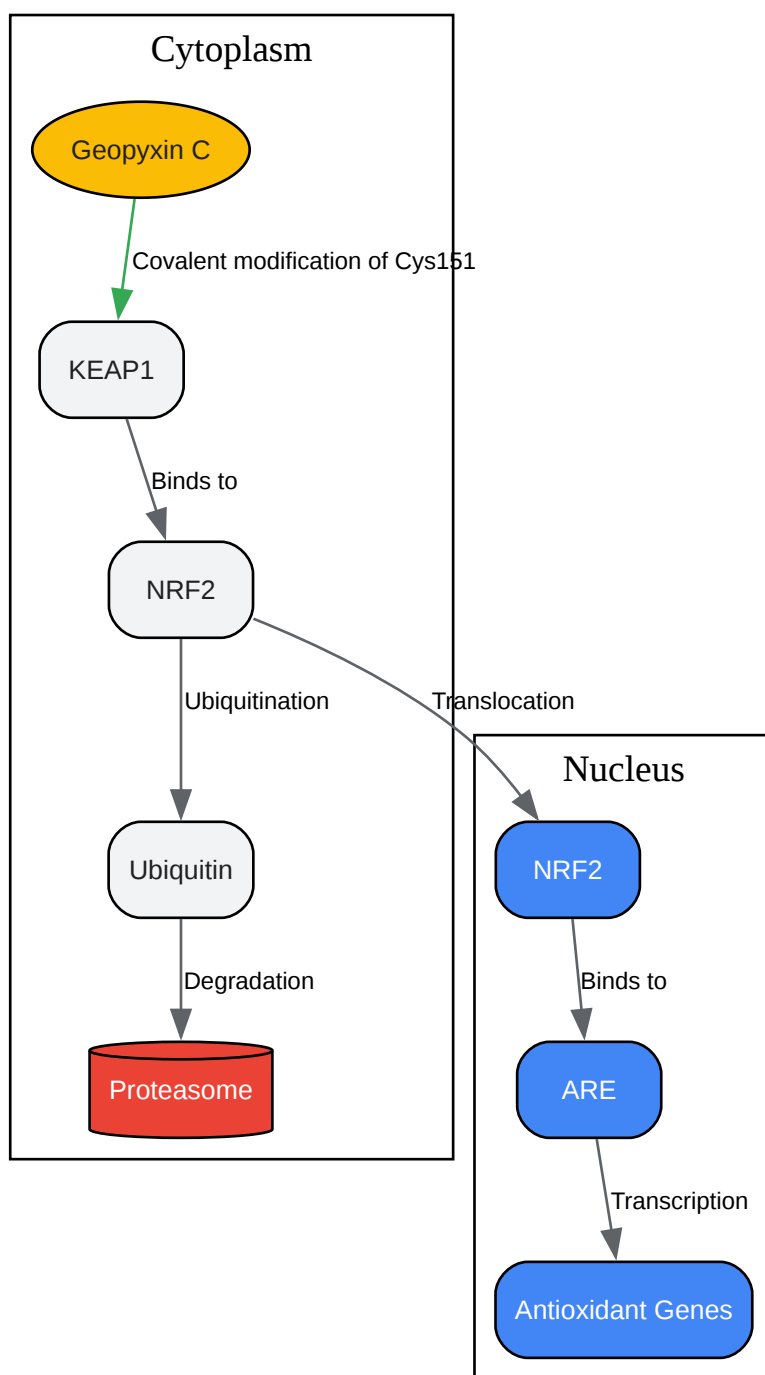 Cytoplasm
Geopyxin C
Covalent modification of Cys151
KEAP1
Binds to
NRF2
Ubiquitination
Translocation
Nucleus
Ubiquitin
NRF2
Degradation
Binds to
Proteasome
ARE
Transcription
Antioxidant Genes